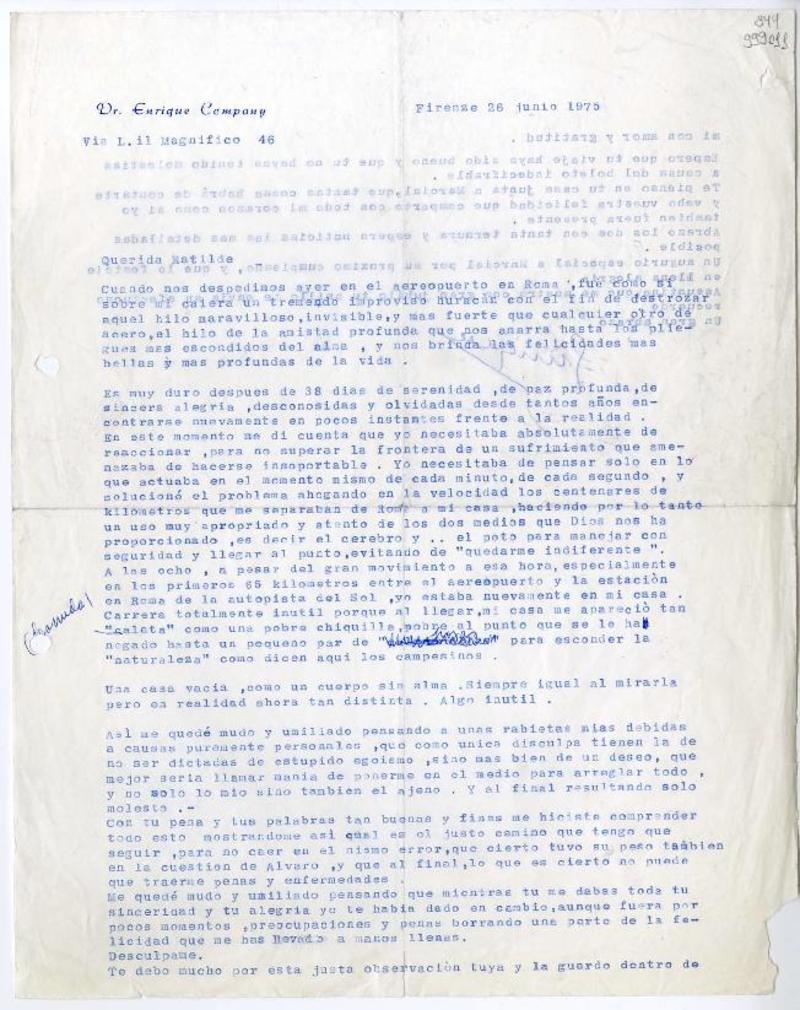 Dr. Enrique Company
Firenze 26 junio 1975
Via L.il Magnifico 46
Querida Matilde
Cuando nos despedimos ayer en el aereopuerto en Roma ,fue como si
sobre mi caiera un tremendo improviso huracán con el fin de destrozar
aquel hilo maravilloso,invisible,y mas fuerte que cualquier otro de
acero,el hilo de la amistad profunda que nos amarra hasta los plie-
gues mas escondidos del alma , y nos brinda las felicidades mas
bellas y mas profundas de la vida .
Es muy duro despues de 38 dias de serenidad ,de paz profunda,de
sincera alegria ,desconosidas y olvidadas desde tantos años en-
contrarse nuevamente en pocos instantes frente a la realidad .
En este momento me di cuenta que yo necesitaba absolutamente de
reaccionar ,para no superar la frontera de un sufrimiento que ame-
nazaba de hacerse insoportable . Yo necesitaba de pensar solo en lo
que actuaba en el momento mismo de cada minuto,de cada segundo , y
solucioné el problema ahogando en la velocidad los centenares de
kilometros que me separaban de Roma a mi casa ,haciendo por lo tanto
un uso muy apropriado y atento de los dos medios que Dios nos ha
proporcionado ,es decir el cerebro y .. el poto para manejar con
seguridad y llegar al punto,evitando de "quedarme indiferente ".
A las ocho , a pesar del gran movimiento a esa hora,especialmente
en los primeros 65 kilometros entre el aereopuerto y la estaciòn
en Roma de la autopista del Sol ,yo estaba nuevamente en mi casa .
Carrera totalmente inutil porque al llegar,mi casa me apareciò tan
"calata" como una pobre chiquilla,pobre al punto que se le ha
negado hasta un pequeno par de " " para esconder la
"naturaleza" como dicen aqui los campesinos .
Una casa vacia ,como un cuerpo sin alma .Siempre igual al mirarla
pero en realidad ahora tan distinta . Algo inutil .
Asì me quedé mudo y umiliado pensando a unas rabietas mias debidas
a causas puremente personales ,que como unica disculpa tienen la de
no ser dictadas de estupido egoismo ,sino mas bien de un deseo, que
mejor seria llamar mania de ponerme en el medio para arreglar todo ,
y no solo lo mio sino tambien el ajeno . Y al final resultando solo
molesto .-
Con tu pena y tus palabras tan buenas y finas me hiciste comprender
todo esto mostrandome asi qual es el justo camino que tengo que
seguir ,para no caer en el mismo error,que cierto tuvo su peso tambien
en la cuestion de Alvaro ,y que al final,lo que es cierto no puede
que traerme penas y enfermedades .
Me quedé mudo y umiliado pensando que mientras tu me dabas toda tu
sinceridad y tu alegria yo te habia dado en cambio,aunque fuera por
pocos momentos ,preocupaciones y penas borrando una parte de la fe-
licidad que me has llevado a manos llenas.
Desculpame.
Te debo mucho por esta justa observaciòn tuya y la guardo dentro de